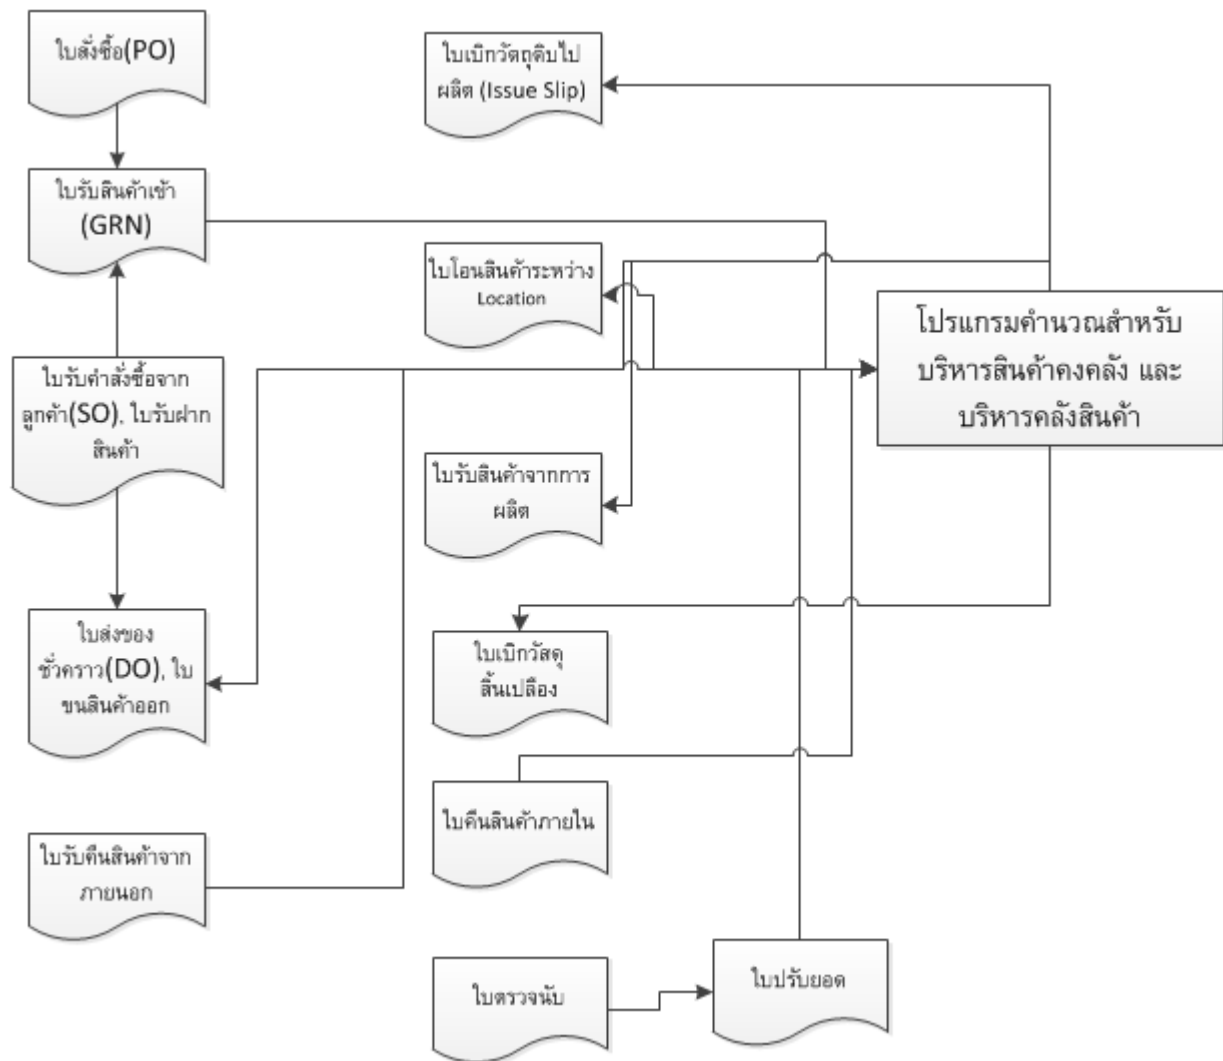 ใบสั่งซื้อ(PO)
ใบรับสินค้าเข้า
(GRN)
ใบรับคำสั่งซื้อจาก
ลูกค้า(SO), ใบรับฝาก
สินค้า
ใบส่งของ
ชั่วคราว(DO), ใบ
ขนสินค้าออก
ใบรับคืนสินค้าจาก
ภายนอก
ใบเบิกวัตถุดิบไป
ผลิต (Issue Slip)
ใบโอนสินค้าระหว่าง
Location
ใบรับสินค้าจากการ
ผลิต
ใบเบิกวัสดุ
สิ้นเปลือง
ใบคืนสินค้าภายใน
ใบตรวจนับ
ใบปรับยอด
โปรแกรมคำนวณสำหรับ
บริหารสินค้าคงคลัง และ
บริหารคลังสินค้า